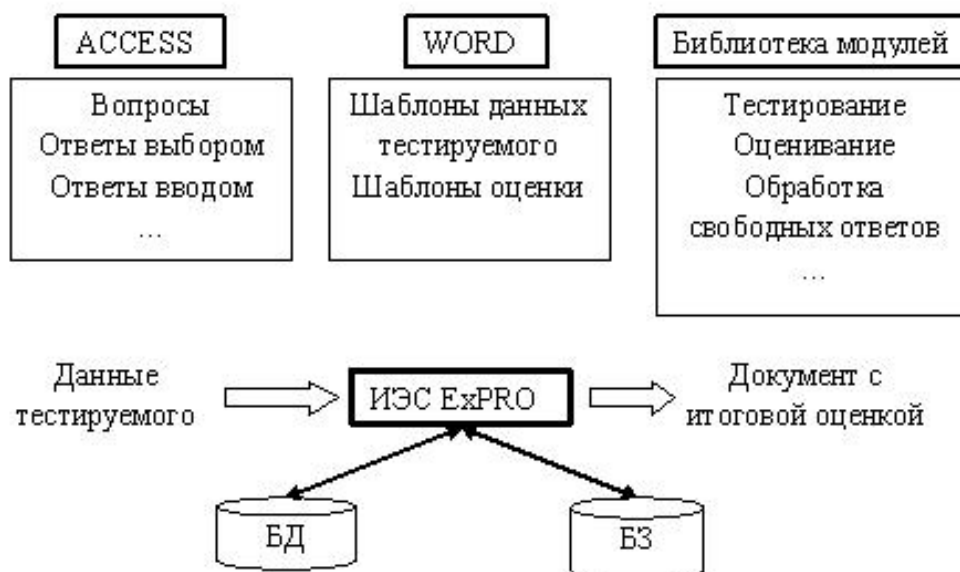 ACCESS
WORD
Библиотека модулей
Вопросы
Ответы выбором
Ответы вводом
...
Шаблоны данных
тестируемого
Шаблоны оценки
Тестирование
Оценивание
Обработка
свободных ответов
...
Данные
тестируемого
ИЭС ExPRO
Документ с
итоговой оценкой
БД
БЗ